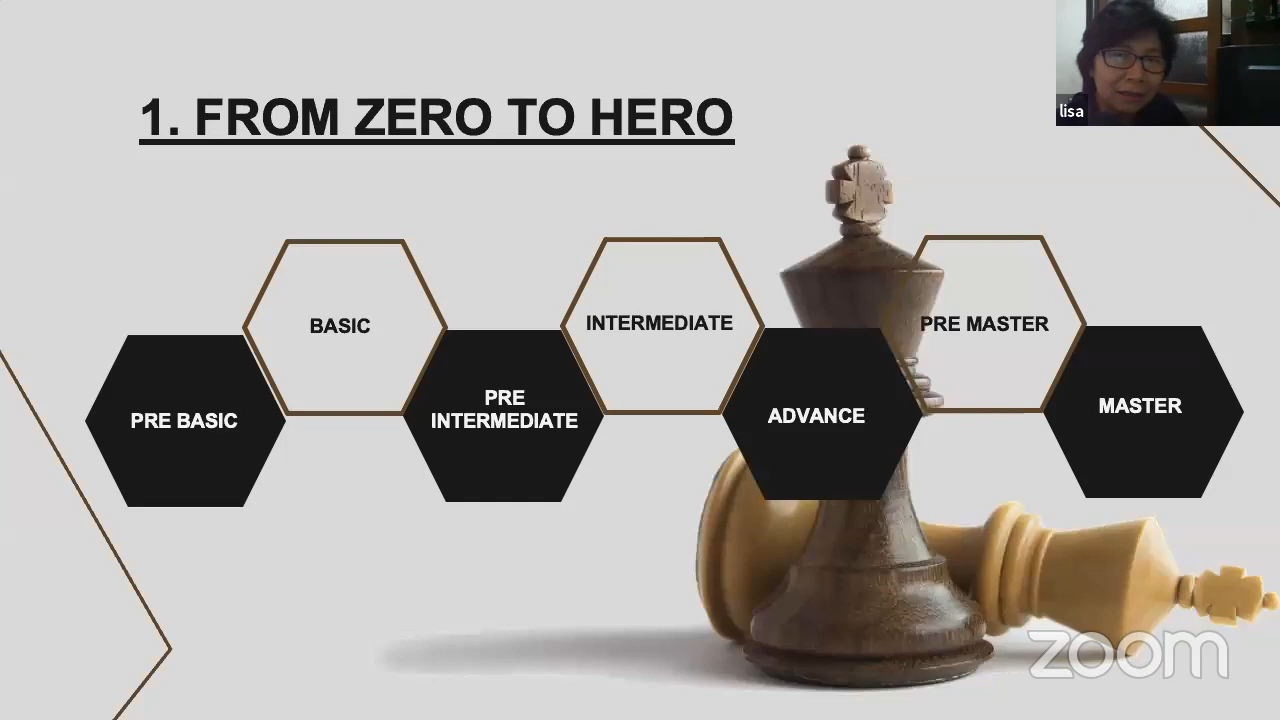 lisa
1. FROM ZERO TO HERO
BASIC
INTERMEDIATE
PRE MASTER
PRE BASIC
PRE
INTERMEDIATE
ADVANCE
MASTER
zoom